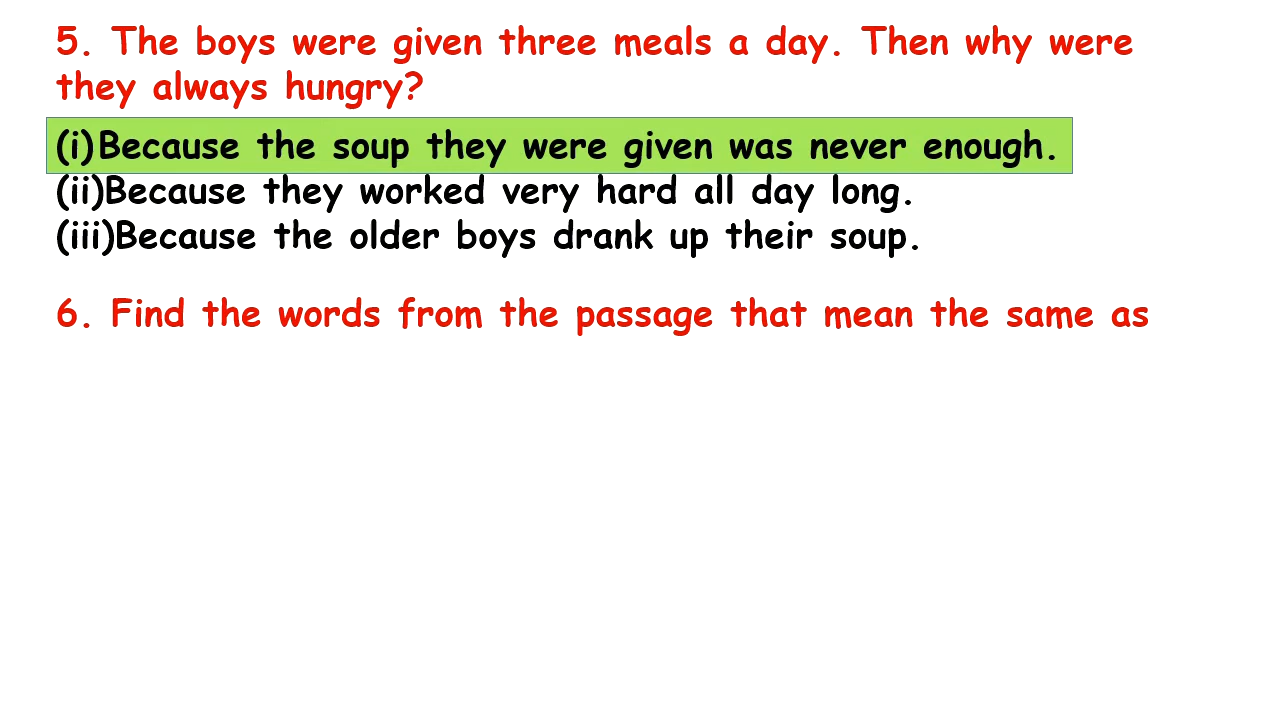 5. The boys were given three meals a day. Then why were
they always hungry?
(i)Because the soup they were given was never enough.
(ii)Because they worked very hard all day long.
(iii)Because the older boys drank up their soup.
6. Find the words from the passage that mean the same as